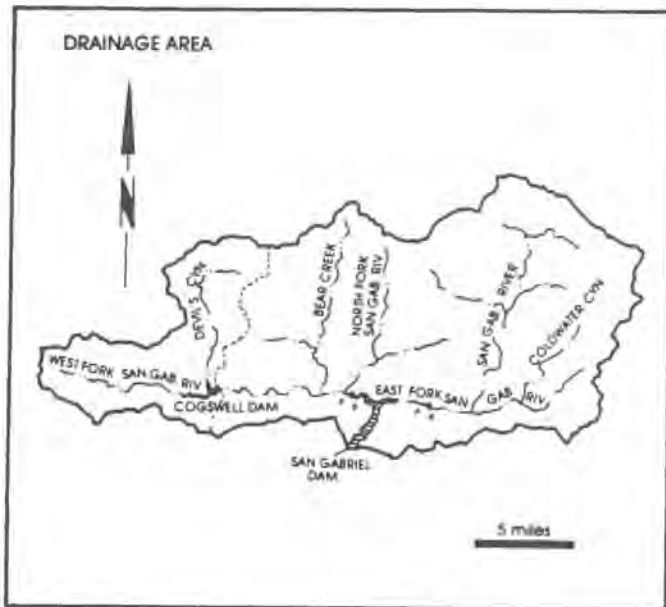 DRAINAGE AREA
N
DEVIL'S CYN
BEAR CREEK
NORTH FORK
SAN GAB RIV
SAN GAB RIVER
COLDWATER CYN
WEST FORK SAN GAB RIV
COGSWELL DAM
EAST FORK SAN GAB RIV
SAN GABRIEL
DAM
5 miles